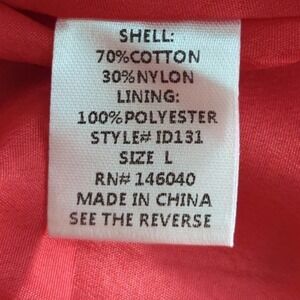 SHELL:
70%COTTON
30%NYLON
LINING:
100%POLYESTER
STYLE# ID131
SIZE L
RN# 146040
MADE IN CHINA
SEE THE REVERSE